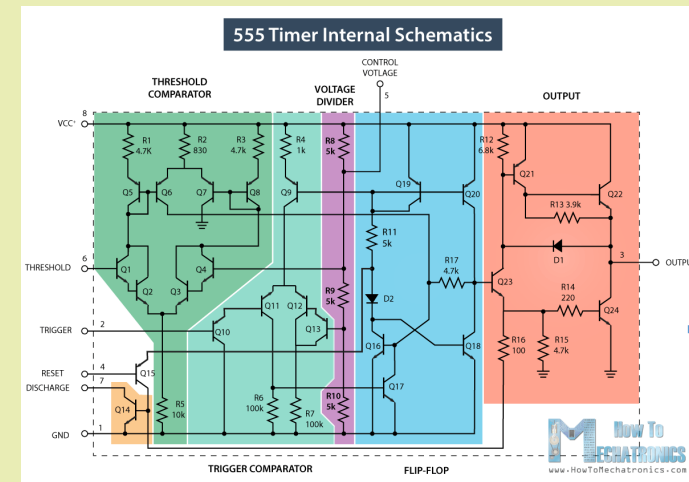 555 Timer Internal Schematics
CONTROL
VOTLAGE
5
THRESHOLD
COMPARATOR
VOLTAGE
DIVIDER
OUTPUT
8
VCC⁺
R1
4.7K
R2
830
R3
4.7k
R4
1k
R8
5k
R12
6.8k
Q21
Q5
Q6
Q7
Q8
Q9
Q19
Q20
Q22
R13 3.9k
R11
5k
D1
3
OUTPU
6
THRESHOLD
Q1
Q2
Q3
Q4
R17
4.7k
Q23
R9
5k
D2
R14
220
Q24
Q11
Q12
Q13
2
TRIGGER
Q10
Q16
Q18
R16
100
R15
4.7k
4
RESET
Q15
7
DISCHARGE
Q14
Q17
R5
10k
R6
100k
R7
100k
R10
5k
1
GND
TRIGGER COMPARATOR
FLIP-FLOP
How To
MECHATRONICS
www.HowToMechatronics.com